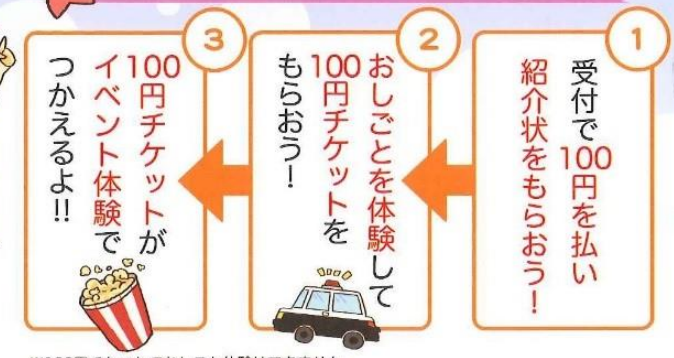 1
受付で100円を払い
紹介状をもらおう！
2
おしごとを体験して
100円チケットを
もらおう！
3
100円チケットが
イベント体験で
つかえるよ!!